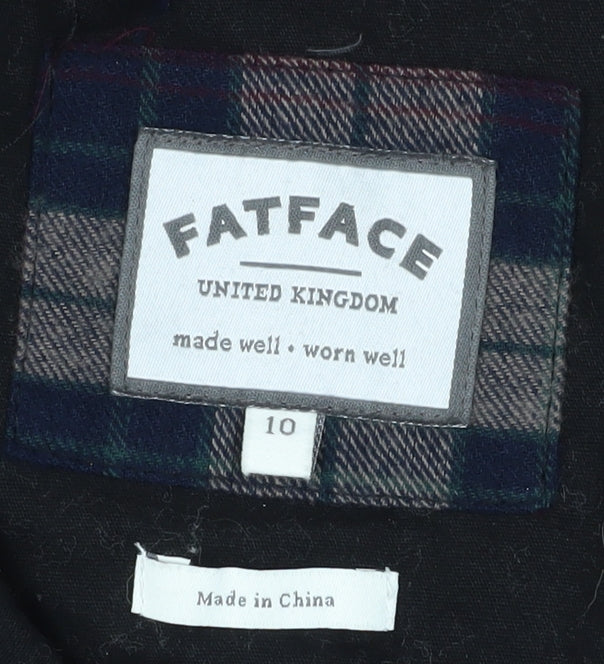 FATFACE
UNITED KINGDOM
made well • worn well
10
Made in China